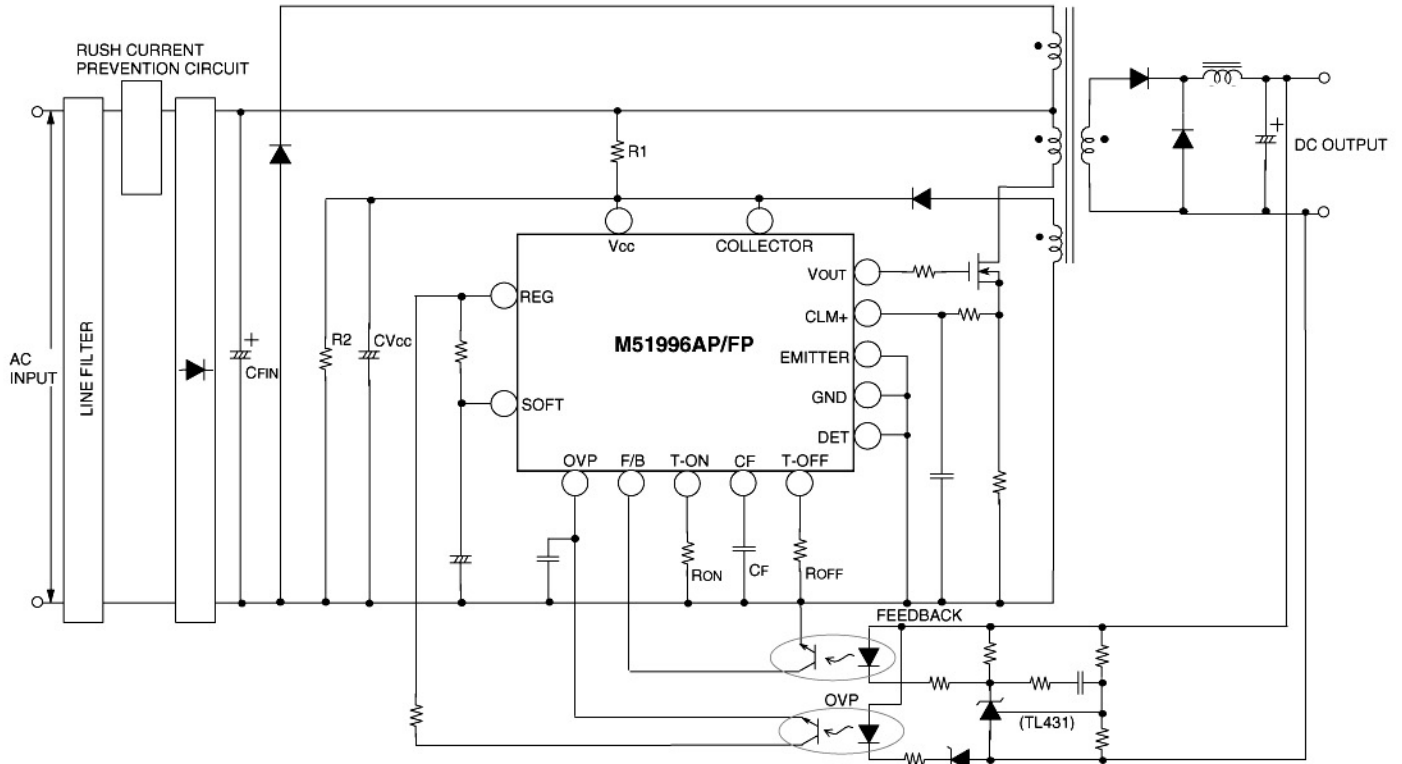 RUSH CURRENT
PREVENTION CIRCUIT
R1
+
DC OUTPUT
Vcc
COLLECTOR
VOUT
REG
CLM+
LINE FILTER
+
CFIN
R2
CVcc
M51996AP/FP
EMITTER
AC
INPUT
GND
SOFT
DET
OVP F/B T-ON CF T-OFF
RON
CF
ROFF
FEEDBACK
OVP
(TL431)